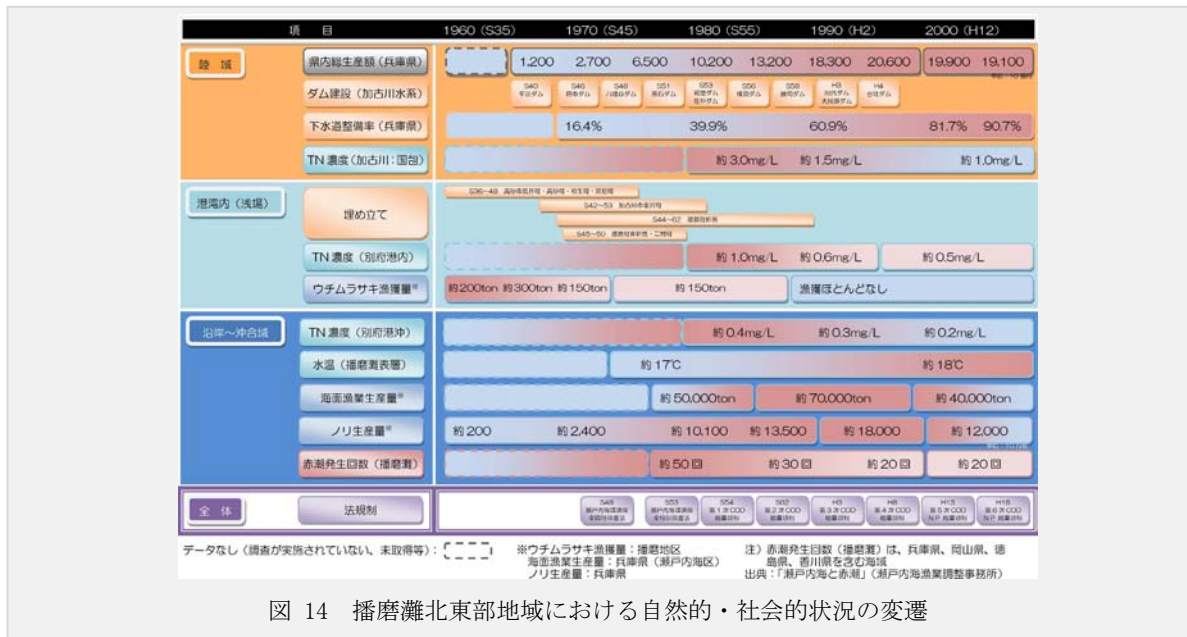 項 目 1960 (S35) 1970 (S45) 1980 (S55) 1990 (H2) 2000 (H12)
陸 域
県内総生産額 (兵庫県) 1,200 2,700 6,500 10,200 13,200 18,300 20,600 19,900 19,100
ダム建設 (加古川水系) S40 S46 S48 S51 S53 S56 S58 H3 H4
下水道整備率 (兵庫県) 16.4% 39.9% 60.9% 81.7% 90.7%
TN 濃度 (加古川:国包) 約 3.0mg/L 約 1.5mg/L 約 1.0mg/L
港湾内 (浅場)
埋め立て
S36~48
S42~53
S44~62
S45~50
TN 濃度 (別府港内) 約 1.0mg/L 約 0.6mg/L 約 0.5mg/L
ウチムラサキ漁獲量※ 約200ton 約300ton 約150ton 約 150ton 漁獲ほとんどなし
沿岸~沖合域
TN 濃度 (別府港沖) 約 0.4mg/L 約 0.3mg/L 約 0.2mg/L
水温 (播磨灘表層) 約 17℃ 約 18℃
海面漁業生産量※ 約 50,000ton 約 70,000ton 約 40,000ton
ノリ生産量※ 約 200 約 2,400 約 10,100 約 13,500 約 18,000 約 12,000
赤潮発生回数 (播磨灘) 約 50 回 約 30 回 約 20 回 約 20 回
全 体
法規制
データなし (調査が実施されていない、未取得等):
※ウチムラサキ漁獲量:播磨地区
海面漁業生産量:兵庫県 (瀬戸内海区)
ノリ生産量:兵庫県
注) 赤潮発生回数 (播磨灘) は、兵庫県、岡山県、徳
島県、香川県を含む海域
出典:「瀬戸内海と赤潮」(瀬戸内海漁業調整事務所)
図 14 播磨灘北東部地域における自然的・社会的状況の変遷